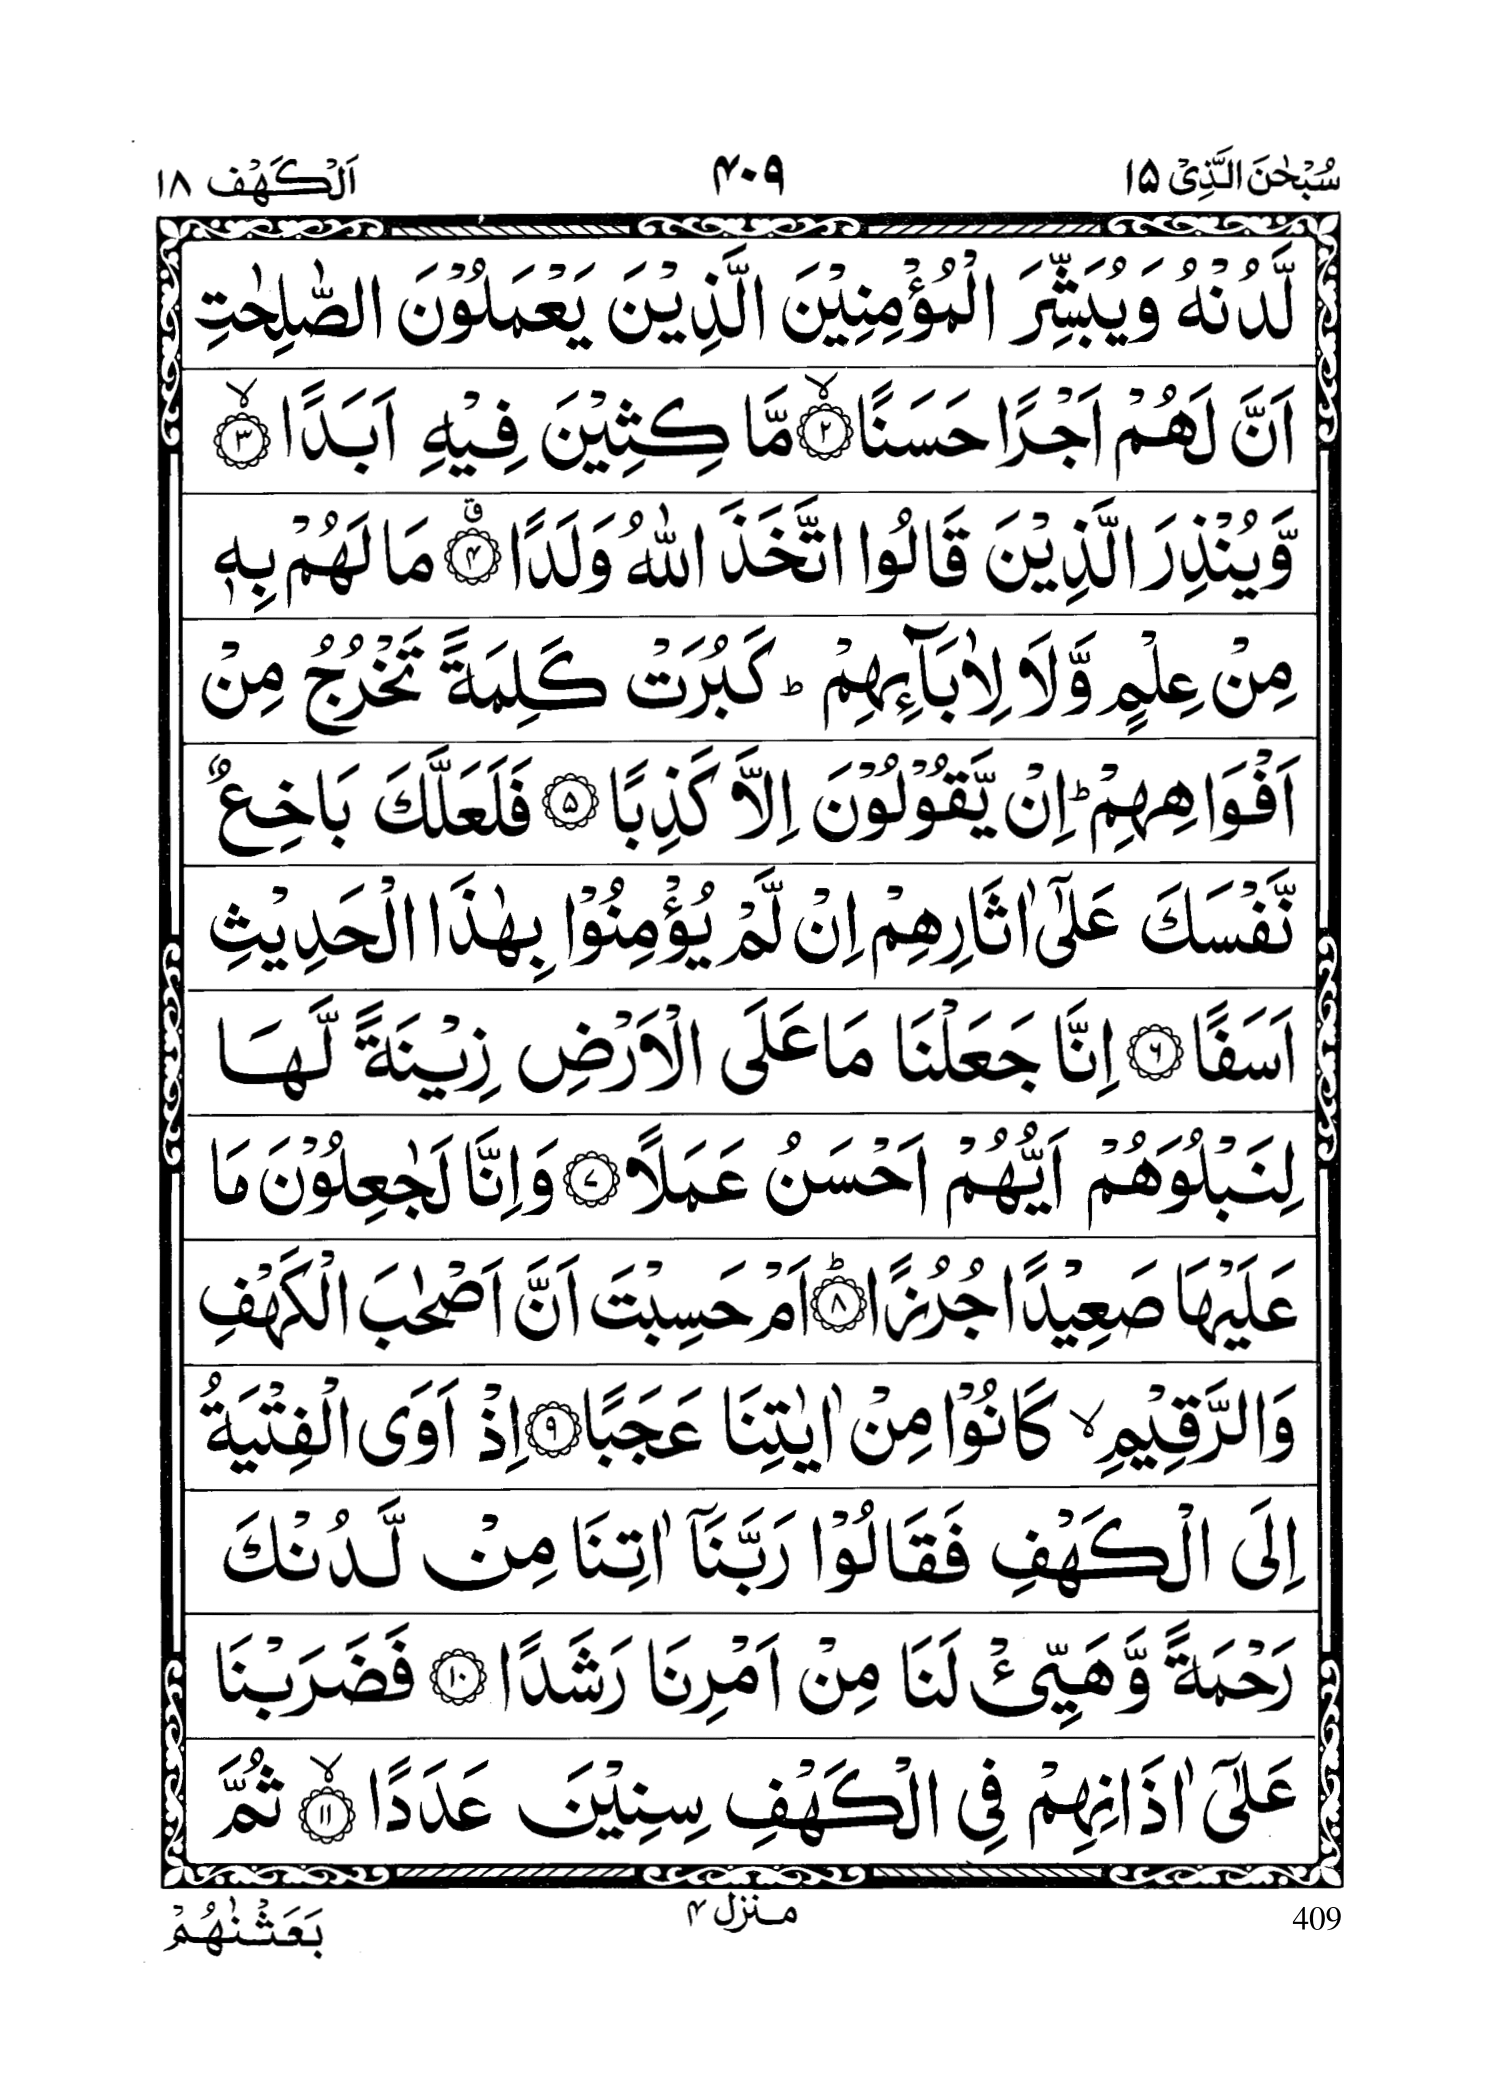 سُبْحٰنَ الَّذِیْ ۱۵
۴۰۹
اَلْكَهْف ۱۸
لَّدُنْهُ وَیُبَشِّرَ الْمُؤْمِنِیْنَ الَّذِیْنَ یَعْمَلُوْنَ الصّٰلِحٰتِ
اَنَّ لَهُمْ اَجْرًا حَسَنًا ۙ‏﴿۲﴾ مَّا كِثِیْنَ فِیْهِ اَبَدًا ۙ‏﴿۳﴾
وَّیُنْذِرَ الَّذِیْنَ قَالُوا اتَّخَذَ اللّٰهُ وَلَدًا ۗ‏﴿۴﴾ مَا لَهُمْ بِهٖ
مِنْ عِلْمٍ وَّلَا لِاٰبَآءِهِمْ ؕ كَبُرَتْ كَلِمَةً تَخْرُجُ مِنْ
اَفْوَاهِهِمْ ؕ اِنْ یَّقُوْلُوْنَ اِلَّا كَذِبًا ﴿۵﴾ فَلَعَلَّكَ بَاخِعٌ
نَّفْسَكَ عَلٰۤی اٰثَارِهِمْ اِنْ لَّمْ یُؤْمِنُوْا بِهٰذَا الْحَدِیْثِ
اَسَفًا ﴿۶﴾ اِنَّا جَعَلْنَا مَا عَلَی الْاَرْضِ زِیْنَةً لَّهَا
لِنَبْلُوَهُمْ اَیُّهُمْ اَحْسَنُ عَمَلًا ﴿۷﴾ وَاِنَّا لَجٰعِلُوْنَ مَا
عَلَیْهَا صَعِیْدًا جُرُزًا ؕ‏﴿۸﴾ اَمْ حَسِبْتَ اَنَّ اَصْحٰبَ الْكَهْفِ
وَالرَّقِیْمِ ۙ كَانُوْا مِنْ اٰیٰتِنَا عَجَبًا ﴿۹﴾ اِذْ اَوَی الْفِتْیَةُ
اِلَی الْكَهْفِ فَقَالُوْا رَبَّنَاۤ اٰتِنَا مِنْ لَّدُنْكَ
رَحْمَةً وَّهَیِّئْ لَنَا مِنْ اَمْرِنَا رَشَدًا ﴿۱۰﴾ فَضَرَبْنَا
عَلٰۤی اٰذَانِهِمْ فِی الْكَهْفِ سِنِیْنَ عَدَدًا ۙ‏﴿۱۱﴾ ثُمَّ
بَعَثْنٰهُمْ
منزل ۴
409